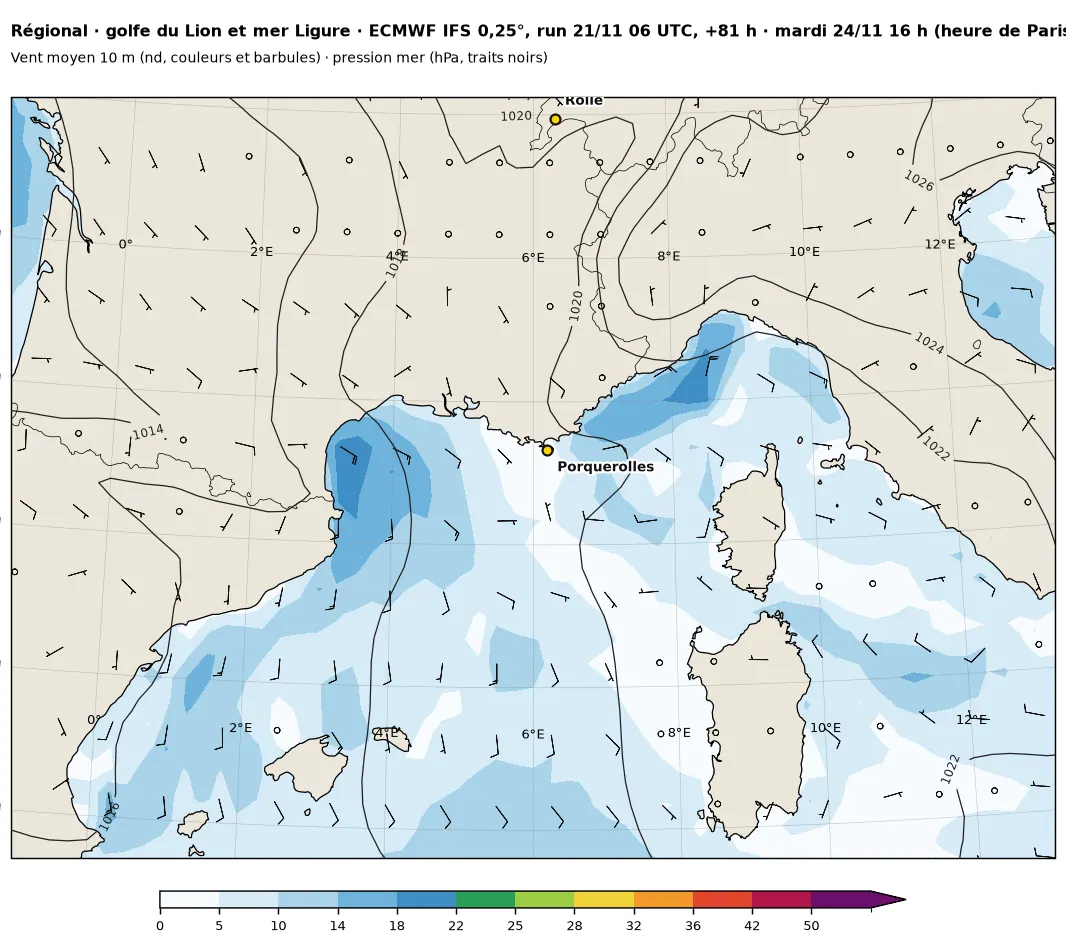 Régional · golfe du Lion et mer Ligure · ECMWF IFS 0,25°, run 21/11 06 UTC, +81 h · mardi 24/11 16 h (heure de Paris
Vent moyen 10 m (nd, couleurs et barbules) · pression mer (hPa, traits noirs)
Rolle
1020
1026
0°
2°E
4°E
6°E
8°E
10°E
12°E
1018
1020
1024
1014
1022
Porquerolles
0°
2°E
4°E
6°E
8°E
10°E
12°E
1022
1016
0 5 10 14 18 22 25 28 32 36 42 50